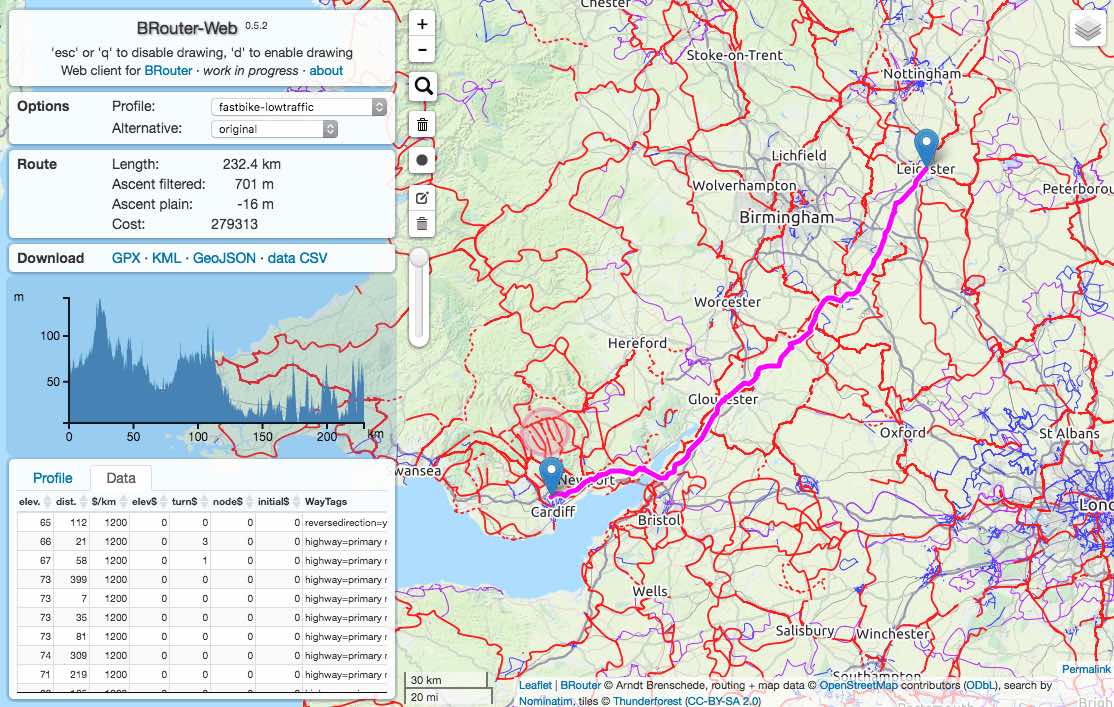 BRouter-Web 0.5.2
'esc' or 'q' to disable drawing, 'd' to enable drawing
Web client for BRouter · work in progress · about
Options
Profile: fastbike-lowtraffic
Alternative: original
Route
Length: 232.4 km
Ascent filtered: 701 m
Ascent plain: -16 m
Cost: 279313
Download GPX · KML · GeoJSON · data CSV
m
100
50
0 50 100 150 200 km
Profile Data
elev. dist. $/km elev$ turn$ node$ initial$ WayTags
65 112 1200 0 0 0 0 reversedirection=y
66 21 1200 0 3 0 0 highway=primary r
67 58 1200 0 1 0 0 highway=primary r
73 399 1200 0 0 0 0 highway=primary r
73 7 1200 0 0 0 0 highway=primary r
73 35 1200 0 0 0 0 highway=primary r
73 81 1200 0 0 0 0 highway=primary r
74 309 1200 0 0 0 0 highway=primary r
71 219 1200 0 0 0 0 highway=primary r
+
−
Chester
Stoke-on-Trent
Nottingham
Lichfield
Leicester
Wolverhampton
Peterborou
Birmingham
Worcester
Hereford
Gloucester
Oxford
St Albans
wansea
Newport
Cardiff
Bristol
Lond
Wells
Salisbury
Winchester
Southampton
Brigh
Permalink
30 km
20 mi
Leaflet | BRouter © Arndt Brenschede, routing + map data © OpenStreetMap contributors (ODbL), search by
Nominatim, tiles © Thunderforest (CC-BY-SA 2.0)